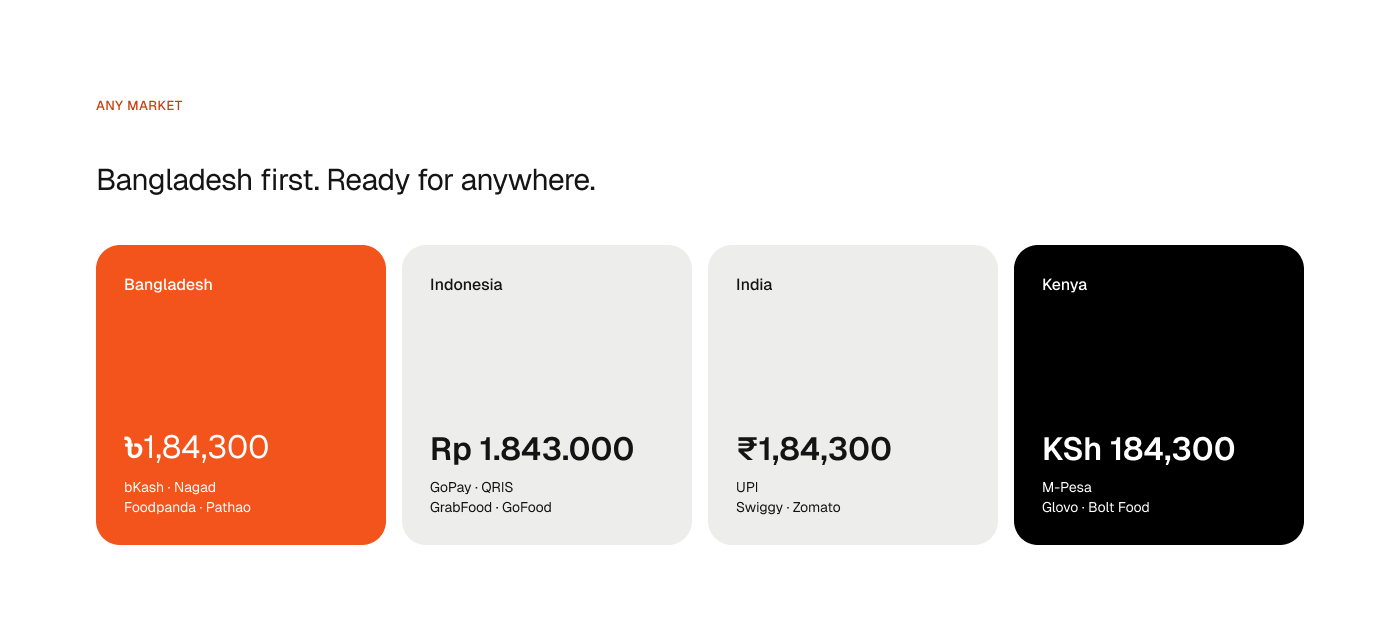 ANY MARKET
Bangladesh first. Ready for anywhere.
Bangladesh
৳1,84,300
bKash · Nagad
Foodpanda · Pathao
Indonesia
Rp 1.843.000
GoPay · QRIS
GrabFood · GoFood
India
₹1,84,300
UPI
Swiggy · Zomato
Kenya
KSh 184,300
M-Pesa
Glovo · Bolt Food